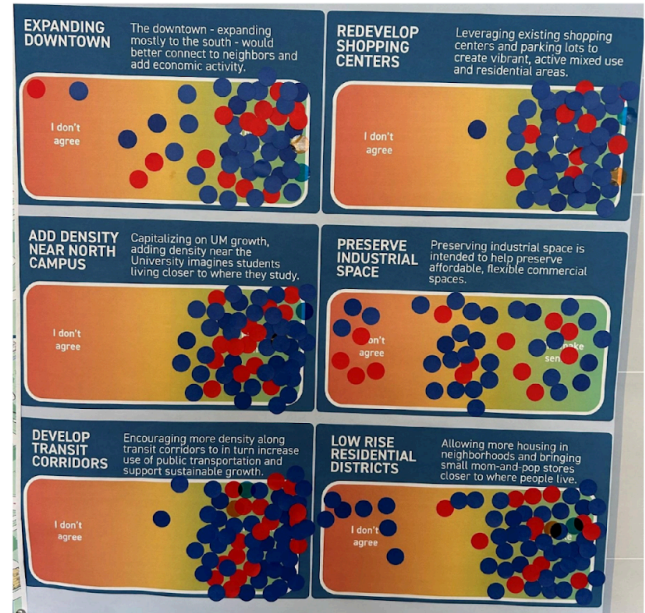 EXPANDING
DOWNTOWN
The downtown - expanding
mostly to the south - would
better connect to neighbors and
add economic activity.
I don't
agree
REDEVELOP
SHOPPING
CENTERS
Leveraging existing shopping
centers and parking lots to
create vibrant, active mixed use
and residential areas.
I don't
agree
ADD DENSITY
NEAR NORTH
CAMPUS
Capitalizing on UM growth,
adding density near the
University imagines students
living closer to where they study.
I don't
agree
PRESERVE
INDUSTRIAL
SPACE
Preserving industrial space is
intended to help preserve
affordable, flexible commercial
spaces.
agree
DEVELOP
TRANSIT
CORRIDORS
Encouraging more density along
transit corridors to in turn increase
use of public transportation and
support sustainable growth.
I don't
agree
LOW RISE
RESIDENTIAL
DISTRICTS
Allowing more housing in
neighborhoods and bringing
small mom-and-pop stores
closer to where people live.
I don't
agree